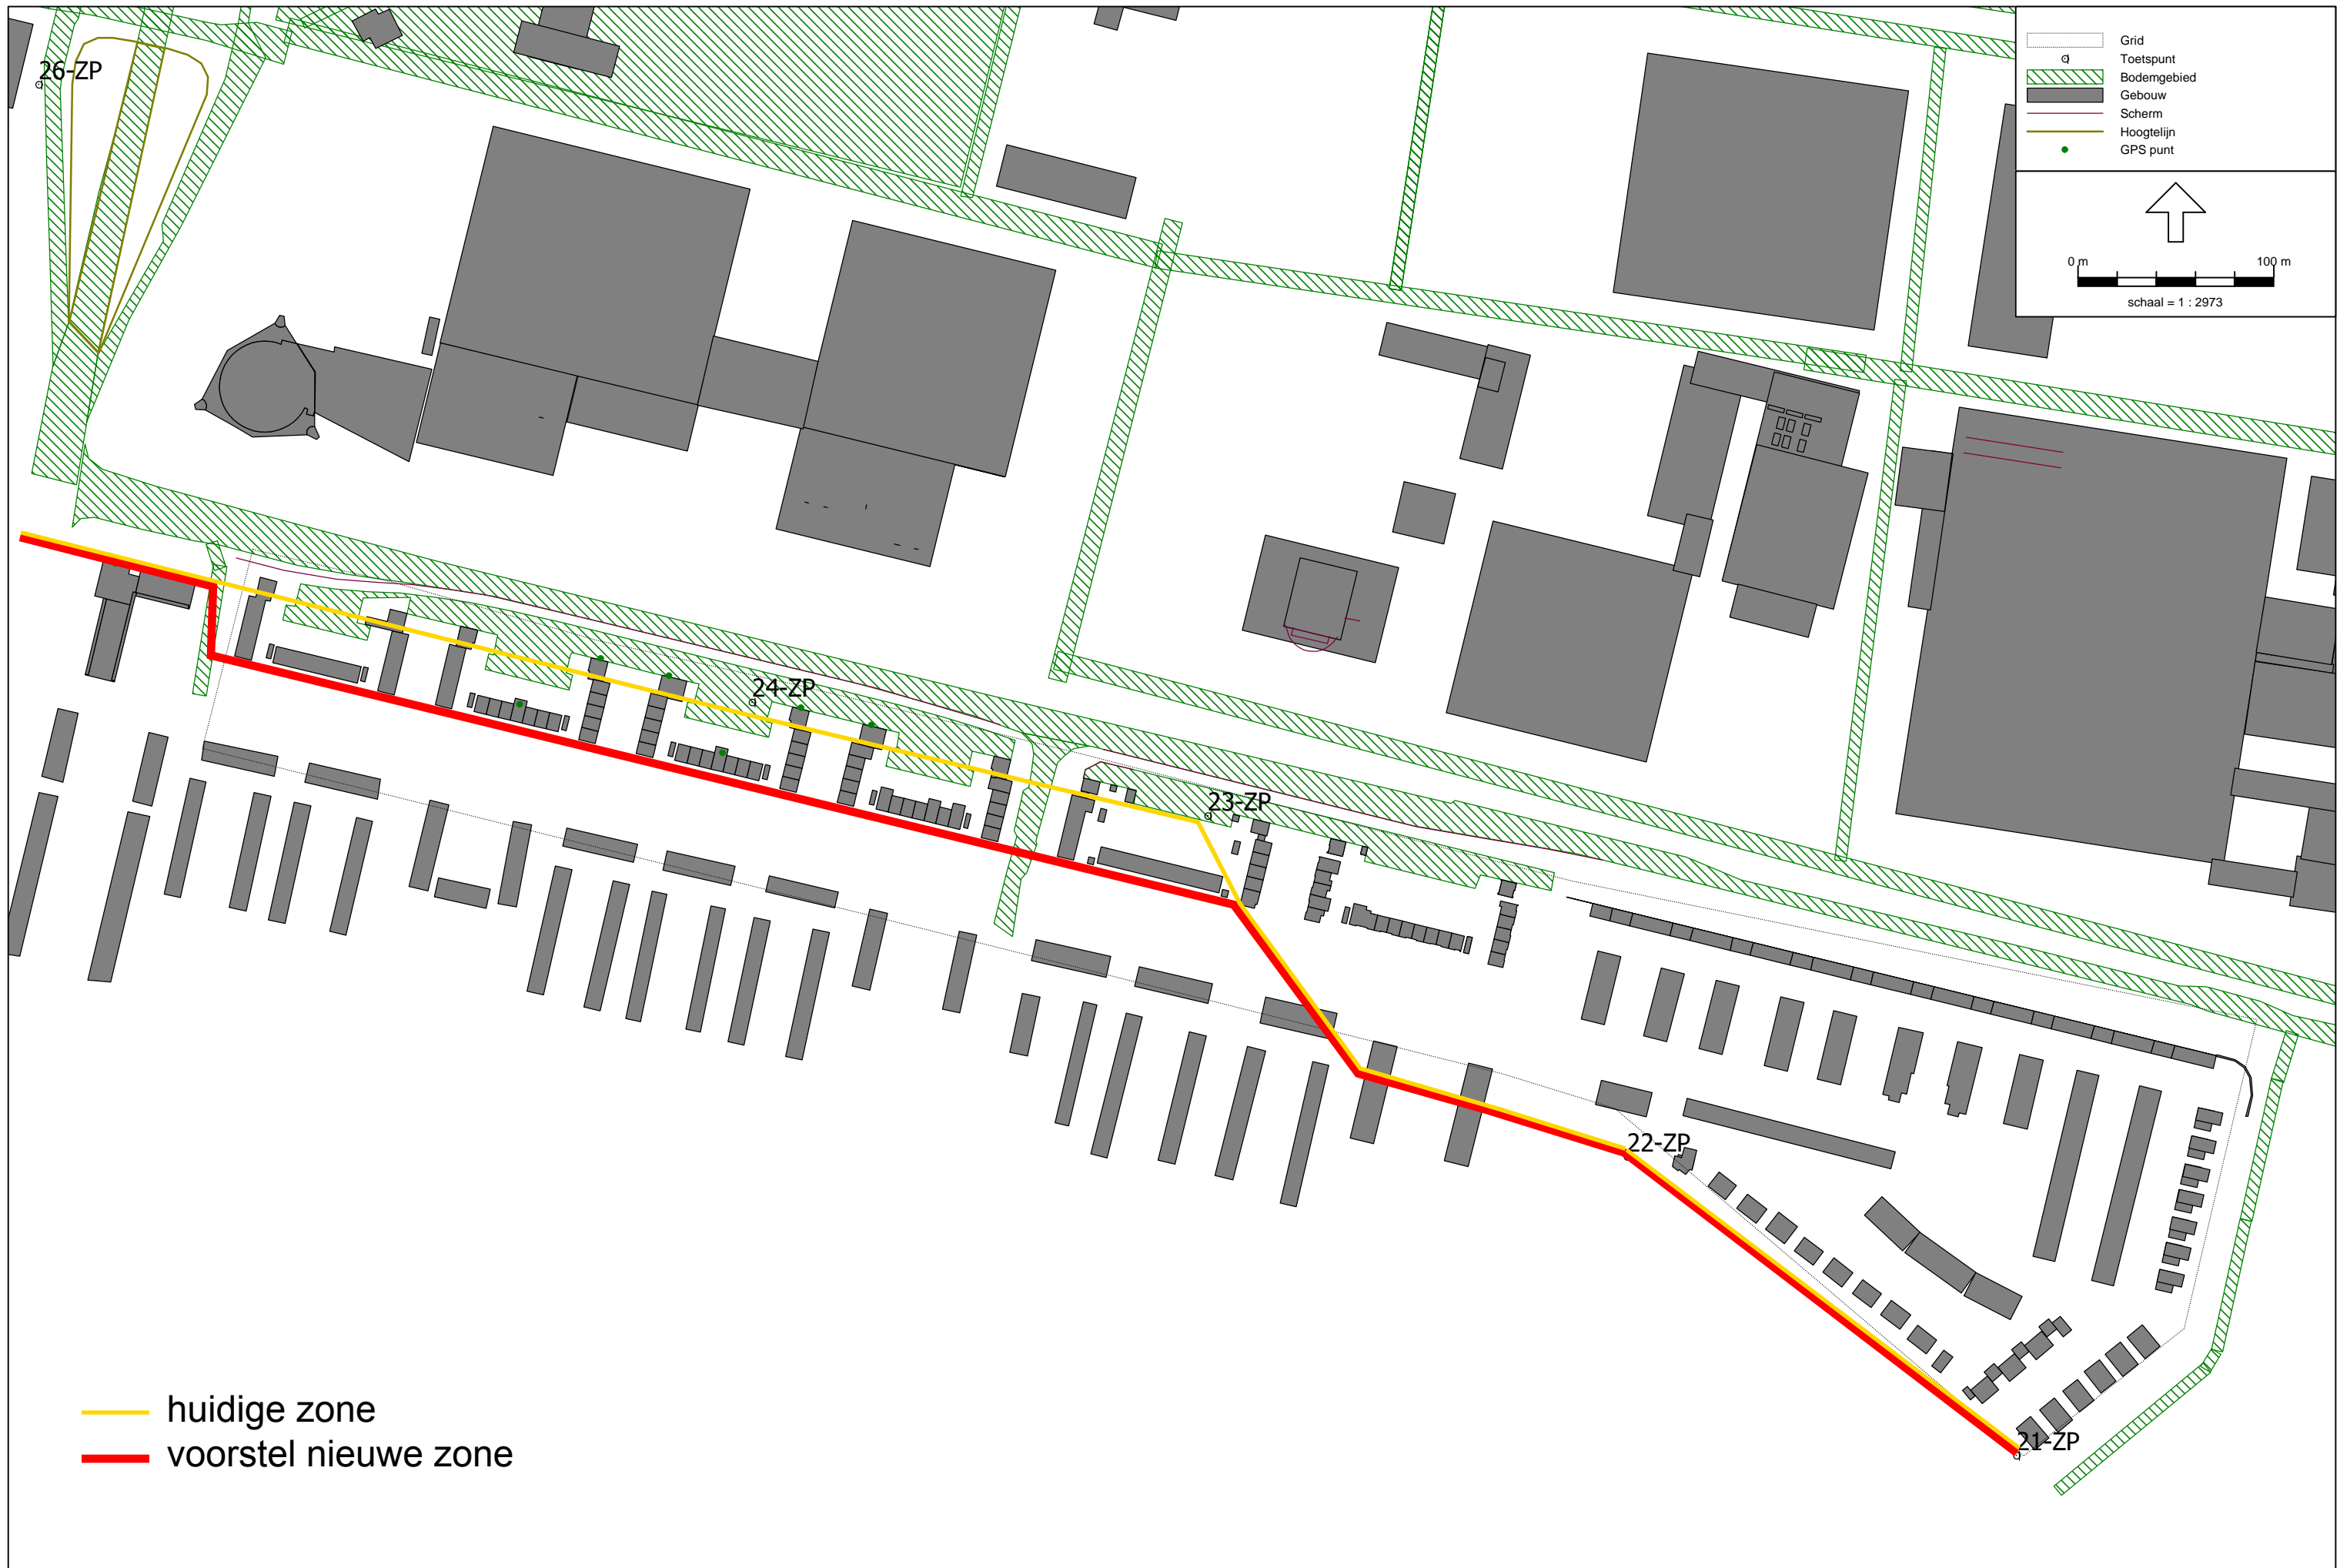 26-ZP
Grid
Toetspunt
Bodemgebied
Gebouw
Scherm
Hoogtelijn
GPS punt
0 m 100 m
schaal = 1 : 2973
24-ZP
23-ZP
22-ZP
21-ZP
huidige zone
voorstel nieuwe zone